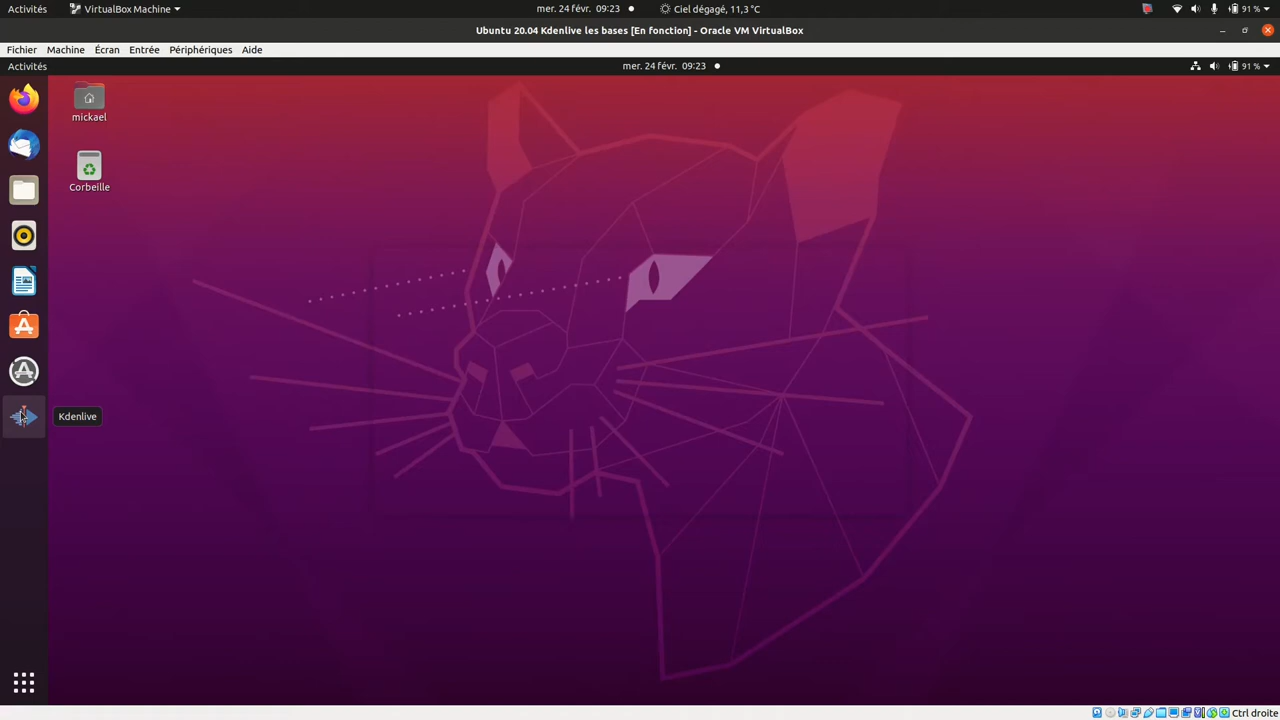 Activités VirtualBox Machine mer. 24 févr. 09:23 Ciel dégagé, 11,3 °C 91 %
Ubuntu 20.04 Kdenlive les bases [En fonction] - Oracle VM VirtualBox
Fichier Machine Écran Entrée Périphériques Aide
Activités mer. 24 févr. 09:23 91 %
mickael
Corbeille
Kdenlive
Ctrl droite